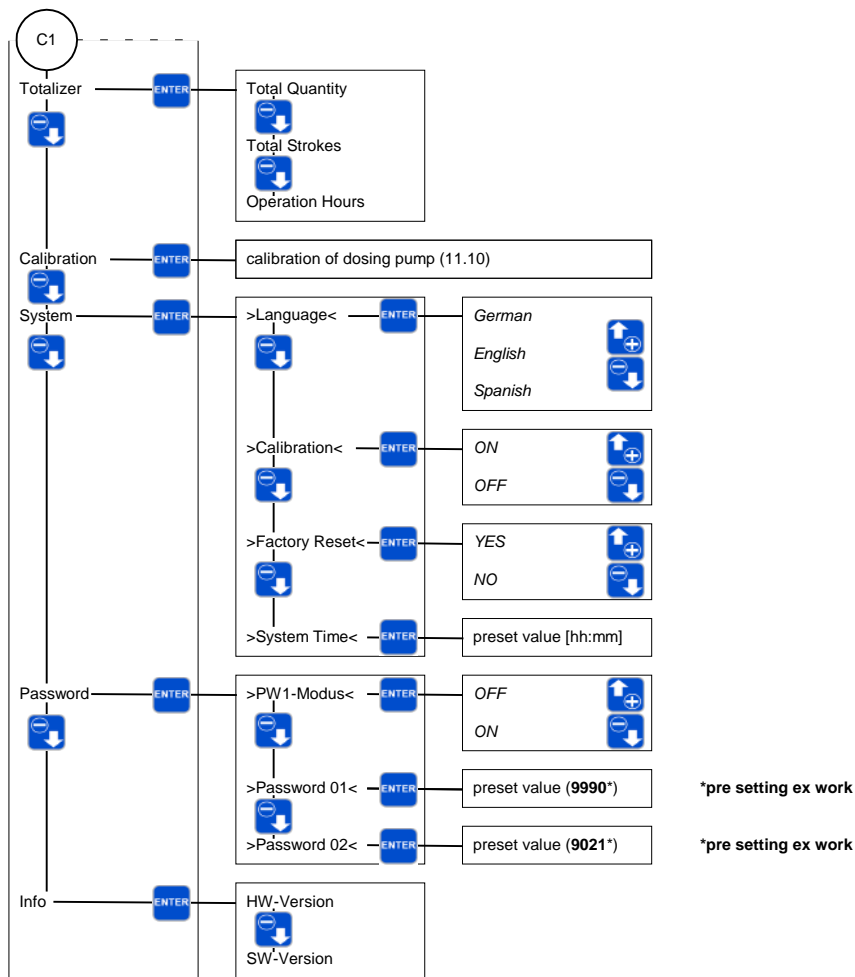 C1
Totalizer ENTER Total Quantity
Total Strokes
Operation Hours
Calibration ENTER calibration of dosing pump (11.10)
System ENTER >Language< ENTER German
English
Spanish
>Calibration< ENTER ON
OFF
>Factory Reset< ENTER YES
NO
>System Time< ENTER preset value [hh:mm]
Password ENTER >PW1-Modus< ENTER OFF
ON
>Password 01< ENTER preset value (9990*) *pre setting ex work
>Password 02< ENTER preset value (9021*) *pre setting ex work
Info ENTER HW-Version
SW-Version